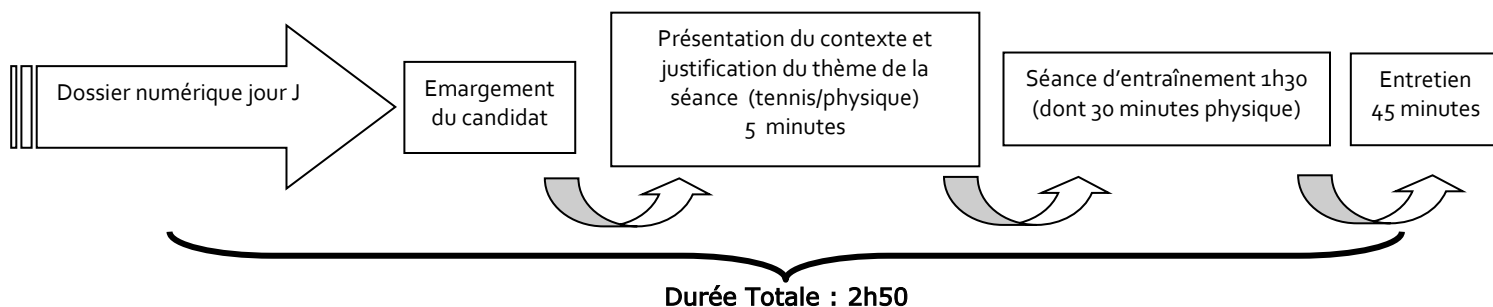 Dossier numérique jour J
Emargement
du candidat
Présentation du contexte et
justification du thème de la
séance (tennis/physique)
5 minutes
Séance d'entraînement 1h30
(dont 30 minutes physique)
Entretien
45 minutes
Durée Totale : 2h50